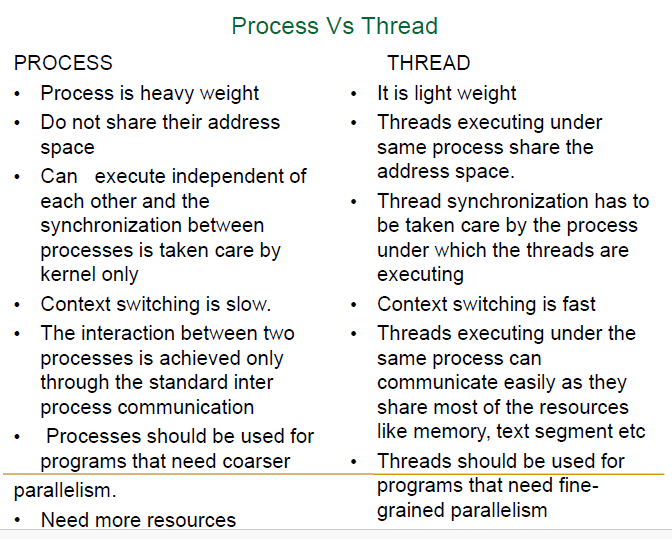 Process Vs Thread
PROCESS
• Process is heavy weight
• Do not share their address
space
• Can execute independent of
each other and the
synchronization between
processes is taken care by
kernel only
• Context switching is slow.
• The interaction between two
processes is achieved only
through the standard inter
process communication
• Processes should be used for
programs that need coarser
parallelism.
• Need more resources
THREAD
• It is light weight
• Threads executing under
same process share the
address space.
• Thread synchronization has to
be taken care by the process
under which the threads are
executing
• Context switching is fast
• Threads executing under the
same process can
communicate easily as they
share most of the resources
like memory, text segment etc
• Threads should be used for
programs that need fine-
grained parallelism